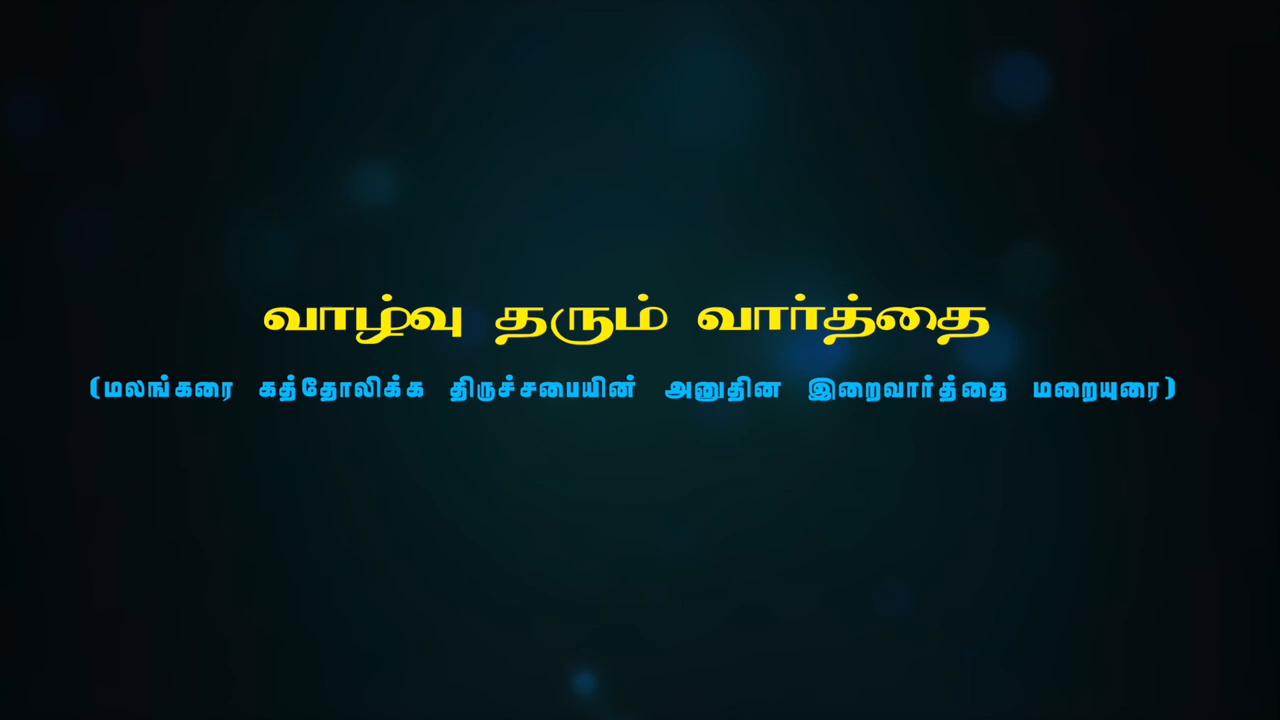 வாழ்வு தரும் வார்த்தை
(மலங்கரை கத்தோலிக்க திருச்சபையின் அனுதின இறைவார்த்தை மறையுரை)